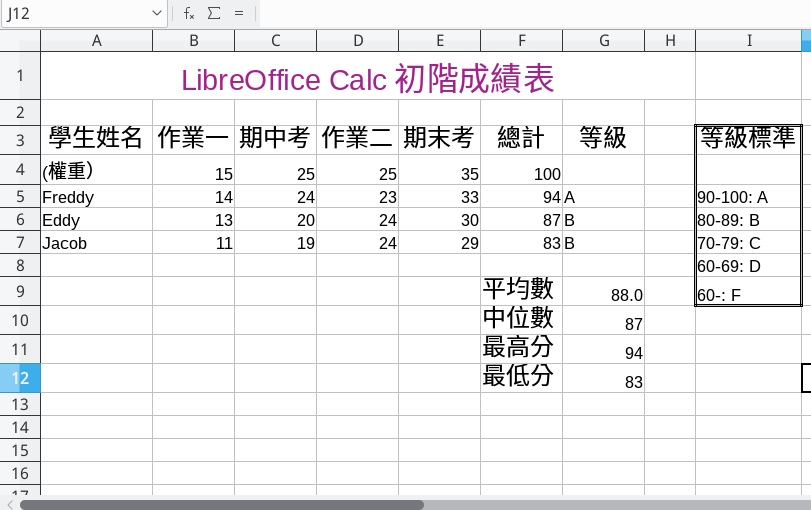 J12
fx Σ =
A B C D E F G H I
1 LibreOffice Calc 初階成績表
2
3 學生姓名 作業一 期中考 作業二 期末考 總計 等級 等級標準
4 (權重） 15 25 25 35 100
5 Freddy 14 24 23 33 94 A 90-100: A
6 Eddy 13 20 24 30 87 B 80-89: B
7 Jacob 11 19 24 29 83 B 70-79: C
8 60-69: D
9 平均數 88.0 60-: F
10 中位數 87
11 最高分 94
12 最低分 83
13
14
15
16
17